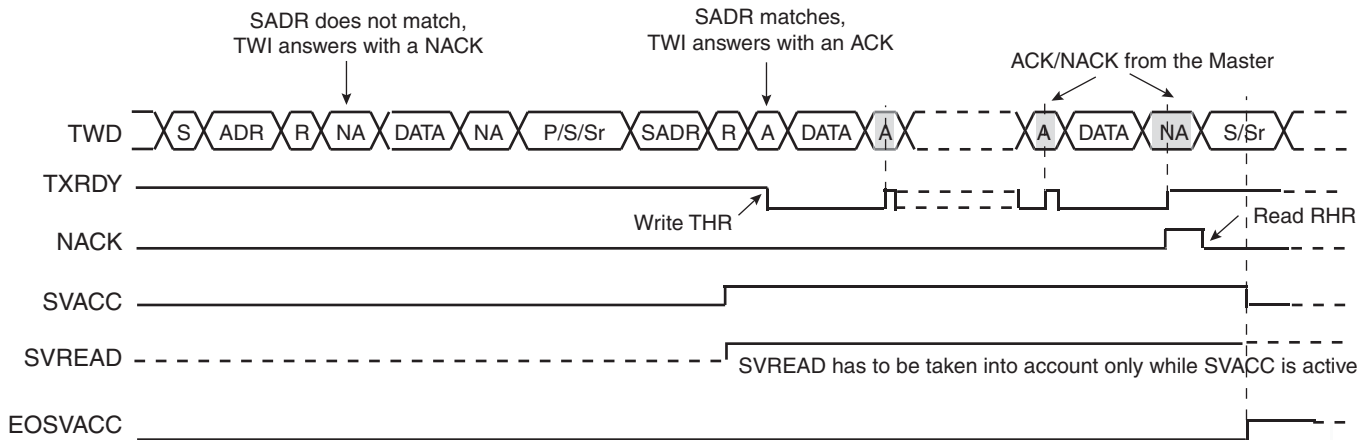 SADR does not match,
TWI answers with a NACK
SADR matches,
TWI answers with an ACK
ACK/NACK from the Master
TWD S ADR R NA DATA NA P/S/Sr SADR R A DATA A A DATA NA S/Sr
TXRDY
Write THR
Read RHR
NACK
SVACC
SVREAD
SVREAD has to be taken into account only while SVACC is active
EOSVACC